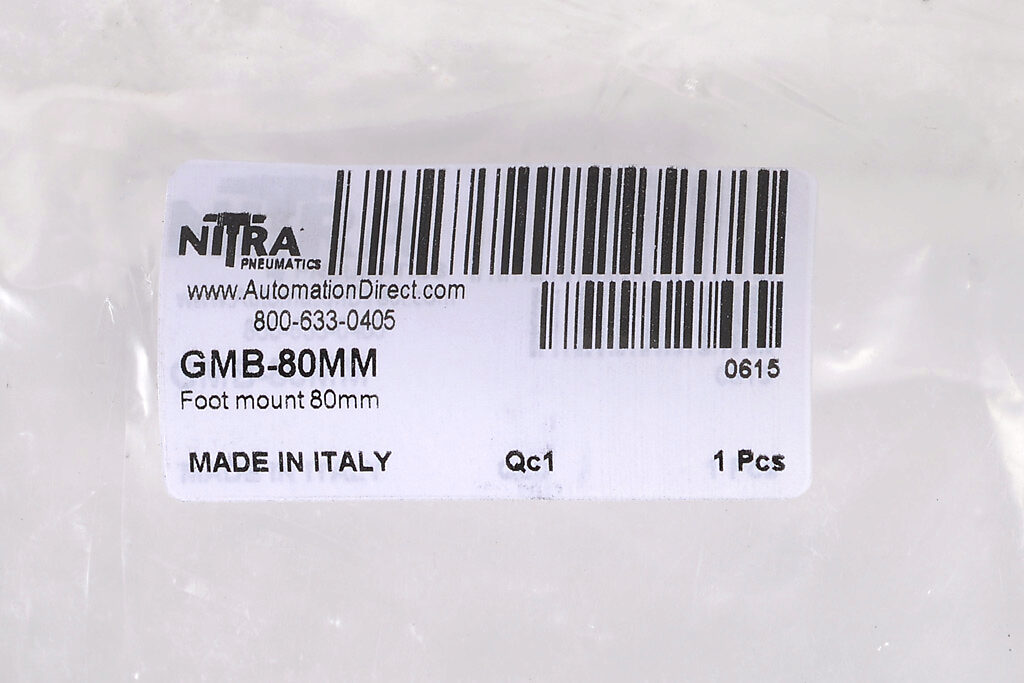 NITRA
PNEUMATICS
www.AutomationDirect.com
800-633-0405
GMB-80MM
0615
Foot mount 80mm
MADE IN ITALY Qc1 1 Pcs